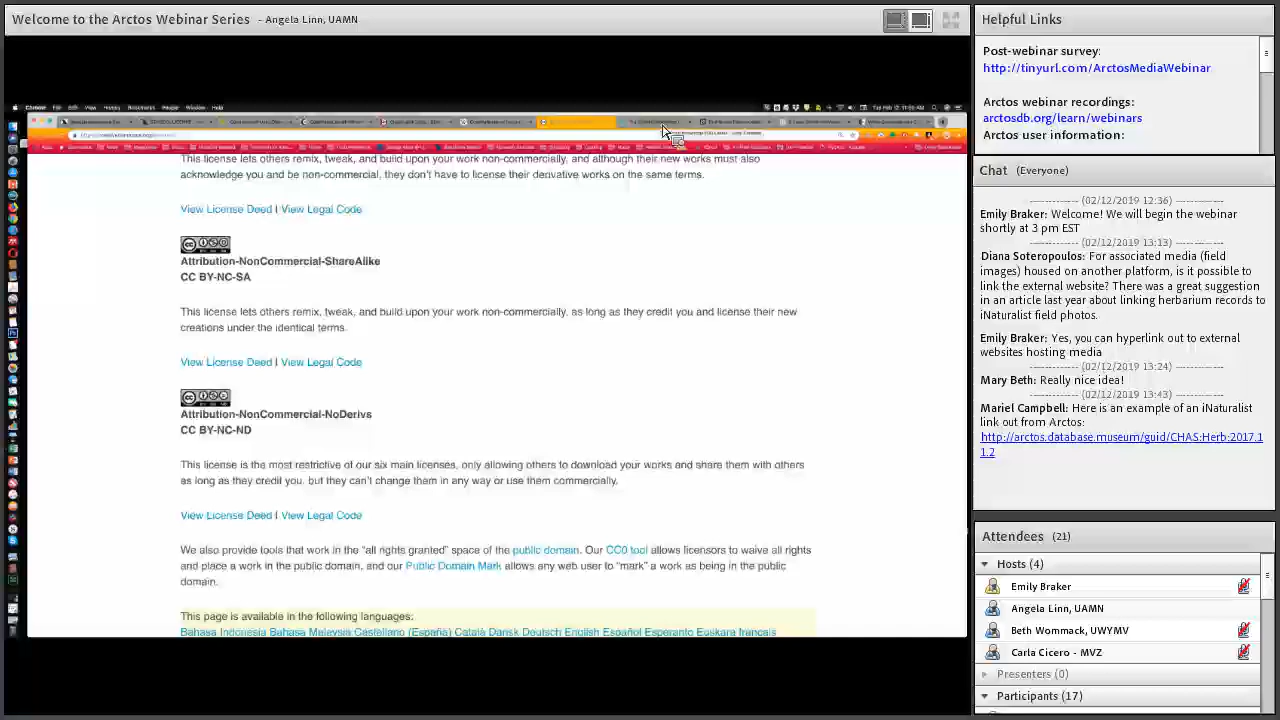 Welcome to the Arctos Webinar Series - Angela Linn, UAMN
This license lets others remix, tweak, and build upon your work non-commercially, and although their new works must also
acknowledge you and be non-commercial, they don't have to license their derivative works on the same terms.
View License Deed | View Legal Code
Attribution-NonCommercial-ShareAlike
CC BY-NC-SA
This license lets others remix, tweak, and build upon your work non-commercially, as long as they credit you and license their new
creations under the identical terms.
View License Deed | View Legal Code
Attribution-NonCommercial-NoDerivs
CC BY-NC-ND
This license is the most restrictive of our six main licenses, only allowing others to download your works and share them with others
as long as they credit you, but they can't change them in any way or use them commercially.
View License Deed | View Legal Code
We also provide tools that work in the "all rights granted" space of the public domain. Our CC0 tool allows licensors to waive all rights
and place a work in the public domain, and our Public Domain Mark allows any web user to "mark" a work as being in the public
domain.
This page is available in the following languages:
Bahasa Indonesia Bahasa Malaysia Castellano (España) Català Dansk Deutsch English Español Esperanto Euskara français
Helpful Links
Post-webinar survey:
http://tinyurl.com/ArctosMediaWebinar
Arctos webinar recordings:
arctosdb.org/learn/webinars
Arctos user information:
Chat (Everyone)
------------- (02/12/2019 12:36) -------------
Emily Braker: Welcome! We will begin the webinar
shortly at 3 pm EST
------------- (02/12/2019 13:13) -------------
Diana Soteropoulos: For associated media (field
images) housed on another platform, is it possible to
link the external website? There was a great suggestion
in an article last year about linking herbarium records to
iNaturalist field photos.
Emily Braker: Yes, you can hyperlink out to external
websites hosting media
------------- (02/12/2019 13:24) -------------
Mary Beth: Really nice idea!
------------- (02/12/2019 13:43) -------------
Mariel Campbell: Here is an example of an iNaturalist
link out from Arctos:
http://arctos.database.museum/guid/CHAS:Herb:2017.1
1.2
Attendees (21)
Hosts (4)
Emily Braker
Angela Linn, UAMN
Beth Wommack, UWYMV
Carla Cicero - MVZ
Presenters (0)
Participants (17)